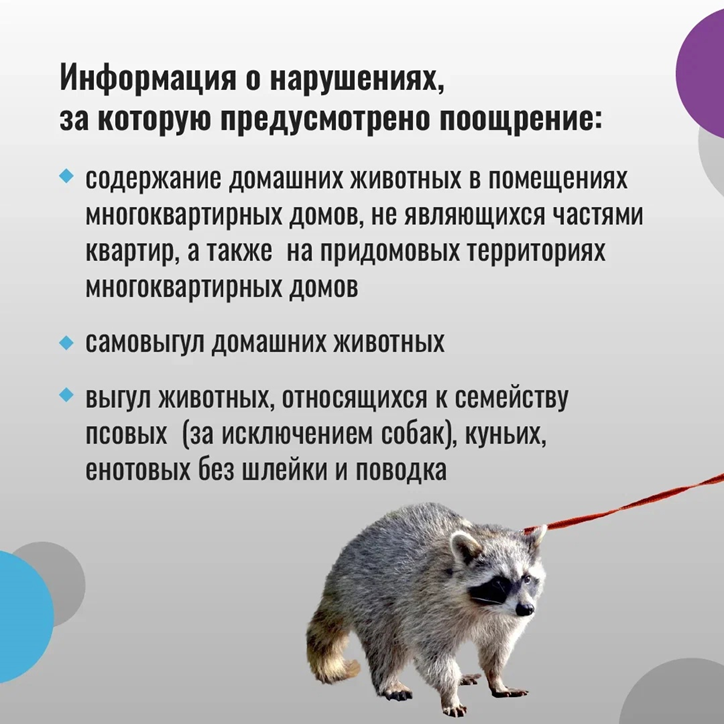 Информация о нарушениях,
за которую предусмотрено поощрение:
содержание домашних животных в помещениях
многоквартирных домов, не являющихся частями
квартир, а также на придомовых территориях
многоквартирных домов
самовыгул домашних животных
выгул животных, относящихся к семейству
псовых (за исключением собак), куньих,
енотовых без шлейки и поводка